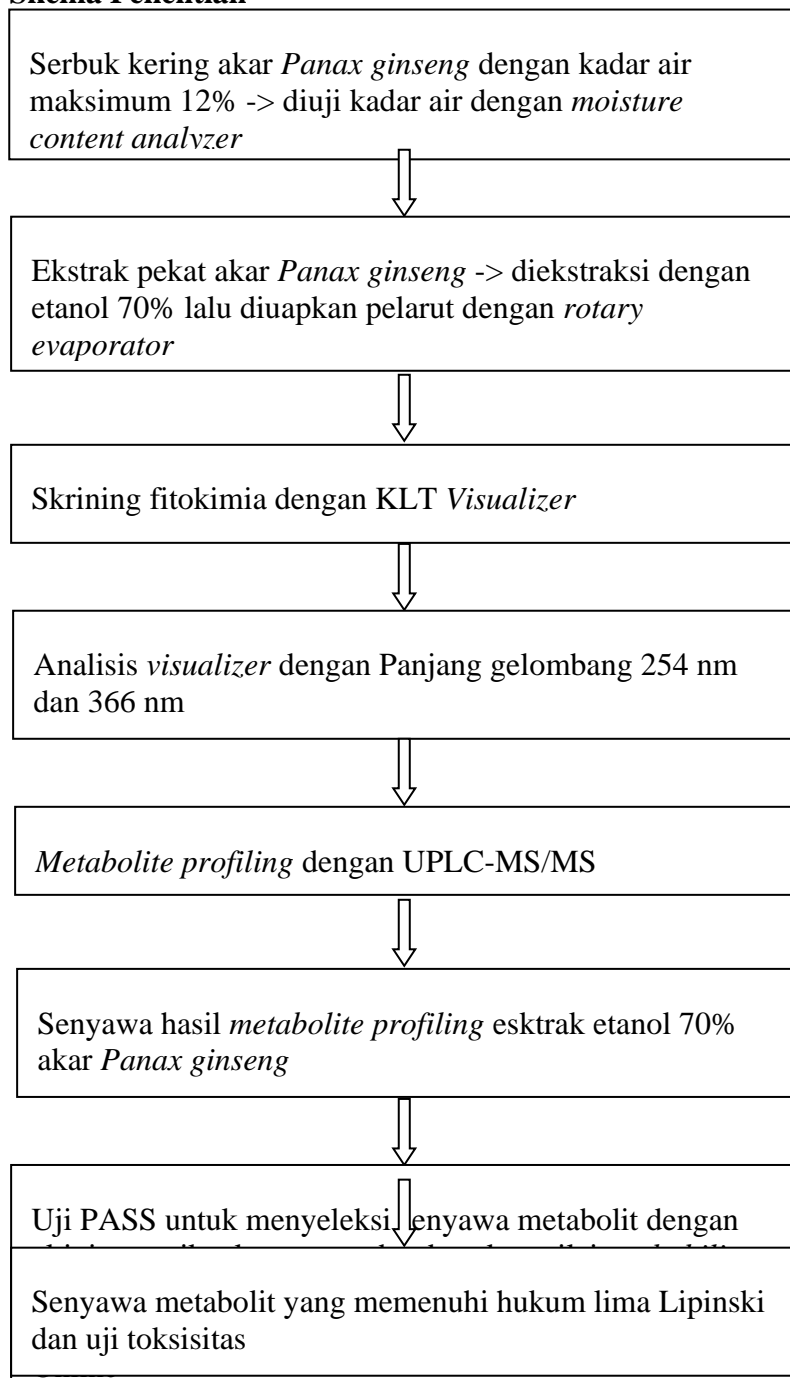 Skema Penelitian
Serbuk kering akar Panax ginseng dengan kadar air
maksimum 12% -> diuji kadar air dengan moisture
content analyzer
Ekstrak pekat akar Panax ginseng -> diekstraksi dengan
etanol 70% lalu diuapkan pelarut dengan rotary
evaporator
Skrining fitokimia dengan KLT Visualizer
Analisis visualizer dengan Panjang gelombang 254 nm
dan 366 nm
Metabolite profiling dengan UPLC-MS/MS
Senyawa hasil metabolite profiling esktrak etanol 70%
akar Panax ginseng
Uji PASS untuk menyeleksi senyawa metabolit dengan
Senyawa metabolit yang memenuhi hukum lima Lipinski
dan uji toksisitas